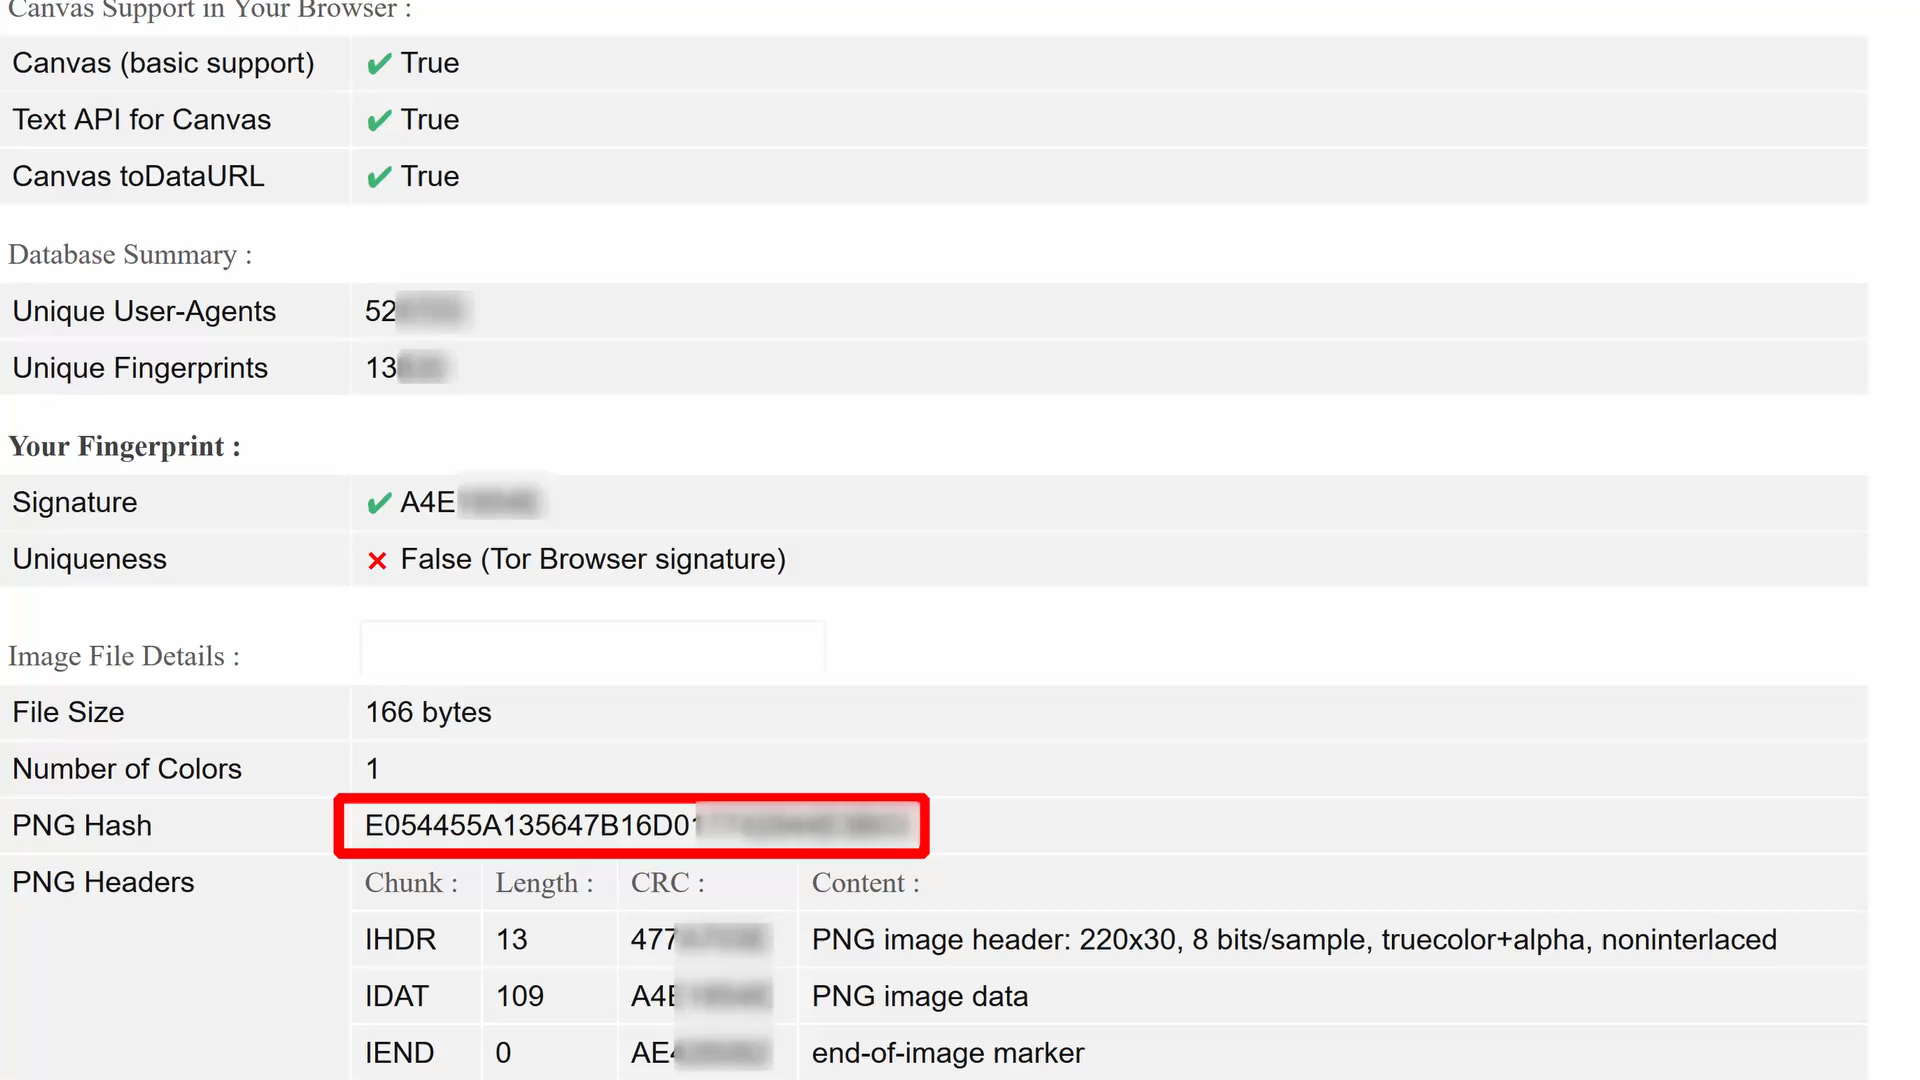 Canvas Support in Your Browser :
Canvas (basic support) ✔ True
Text API for Canvas ✔ True
Canvas toDataURL ✔ True
Database Summary :
Unique User-Agents 52
Unique Fingerprints 13
Your Fingerprint :
Signature ✔ A4E
Uniqueness ✕ False (Tor Browser signature)
Image File Details :
File Size 166 bytes
Number of Colors 1
PNG Hash E054455A135647B16D01
PNG Headers Chunk : Length : CRC : Content :
IHDR 13 477 PNG image header: 220x30, 8 bits/sample, truecolor+alpha, noninterlaced
IDAT 109 A4E PNG image data
IEND 0 AE4 end-of-image marker